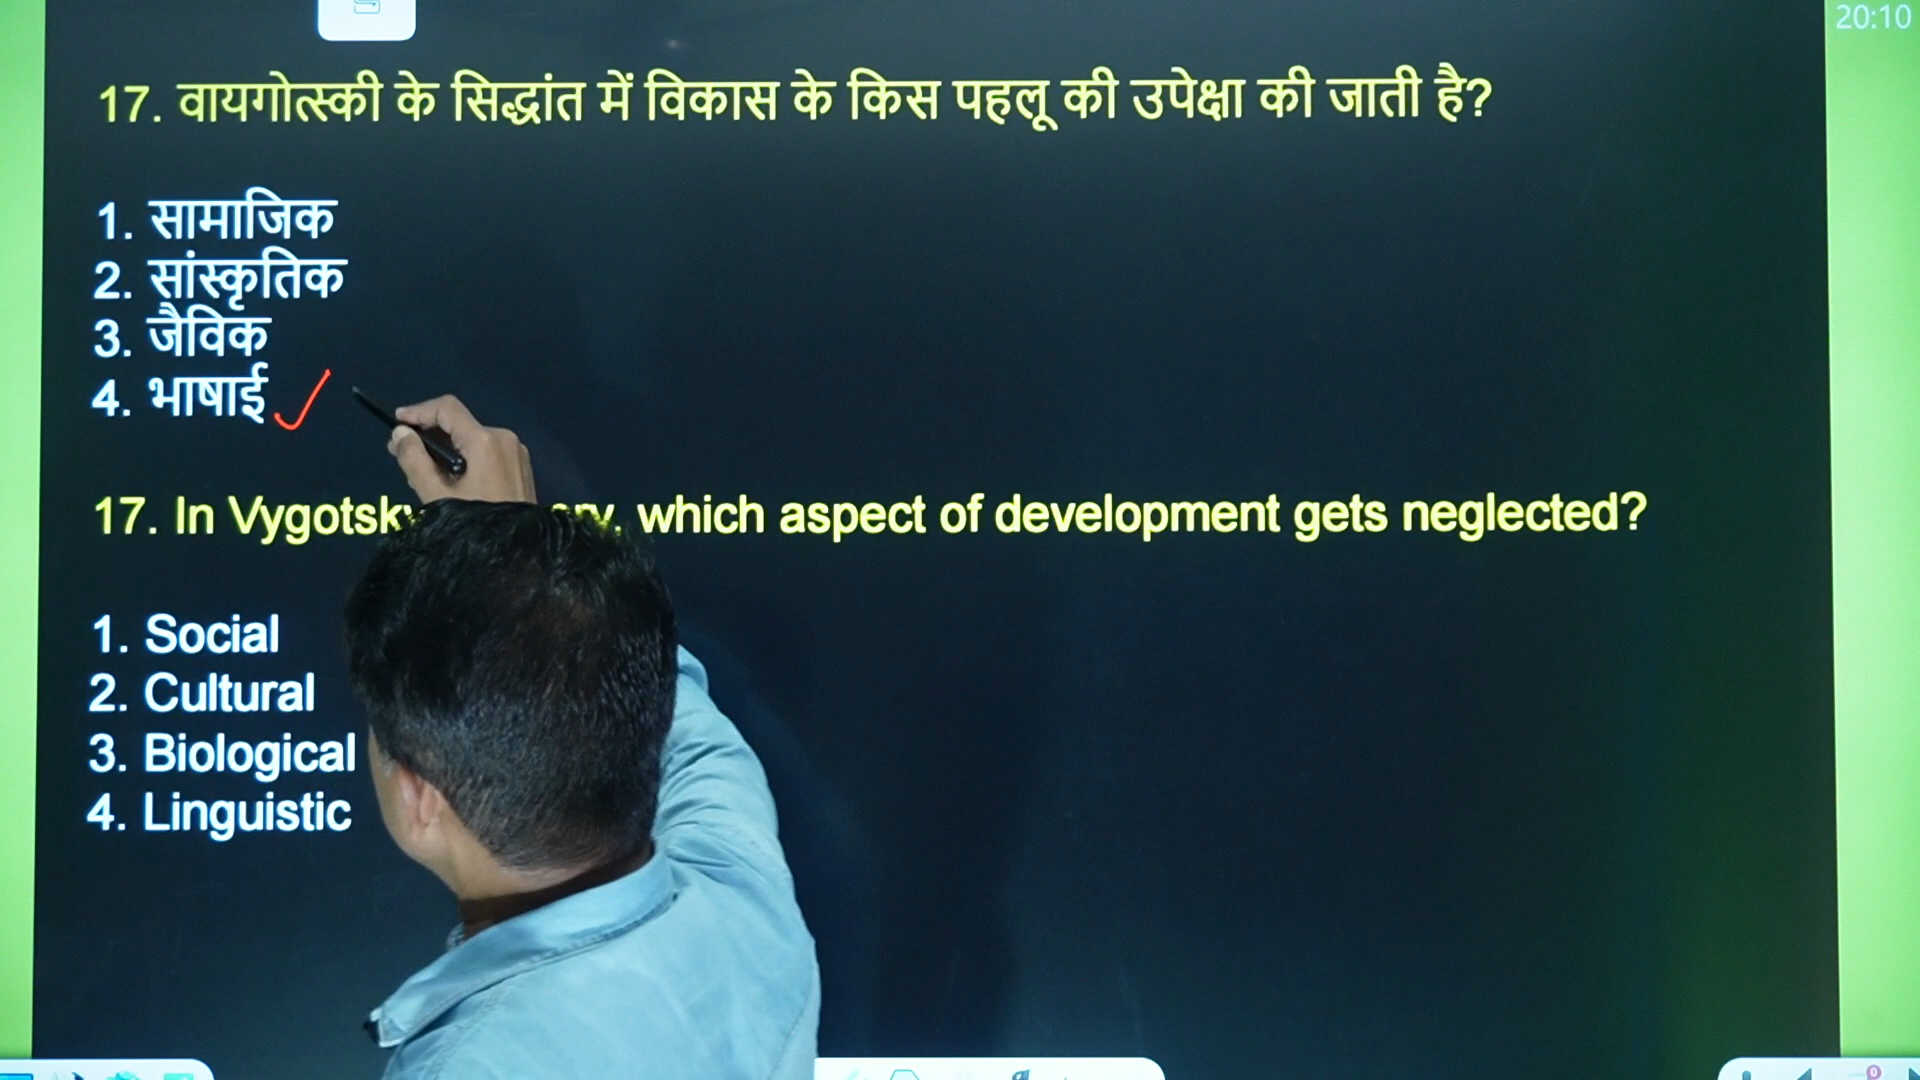 20:10
17. वायगोत्स्की के सिद्धांत में विकास के किस पहलू की उपेक्षा की जाती है?
1. सामाजिक
2. सांस्कृतिक
3. जैविक
4. भाषाई
17. In which aspect of development gets neglected?
1. Social
2. Cultural
3. Biological
4. Linguistic
0